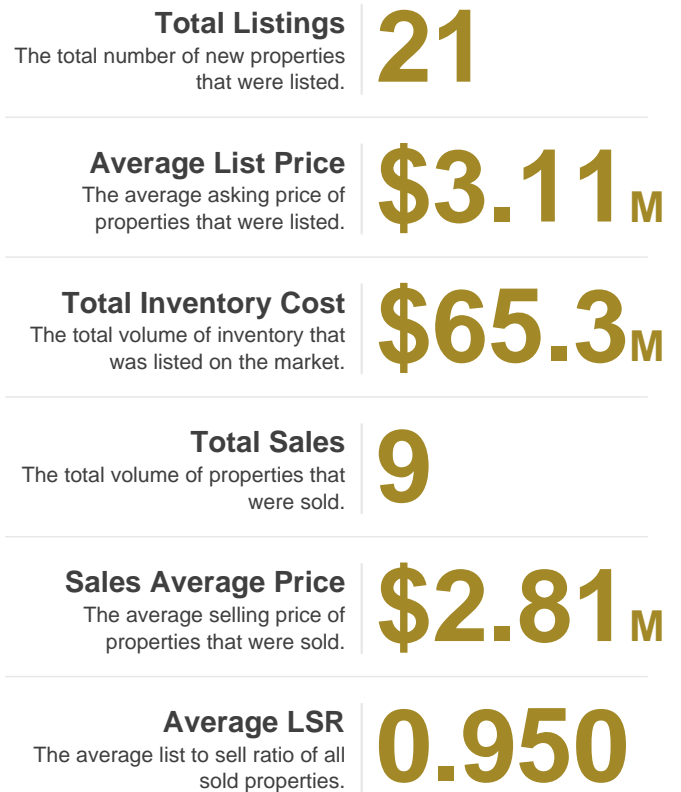 Total Listings
The total number of new properties
that were listed.
21
Average List Price
The average asking price of
properties that were listed.
$3.11 M
Total Inventory Cost
The total volume of inventory that
was listed on the market.
$65.3 M
Total Sales
The total volume of properties that
were sold.
9
Sales Average Price
The average selling price of
properties that were sold.
$2.81 M
Average LSR
The average list to sell ratio of all
sold properties.
0.950